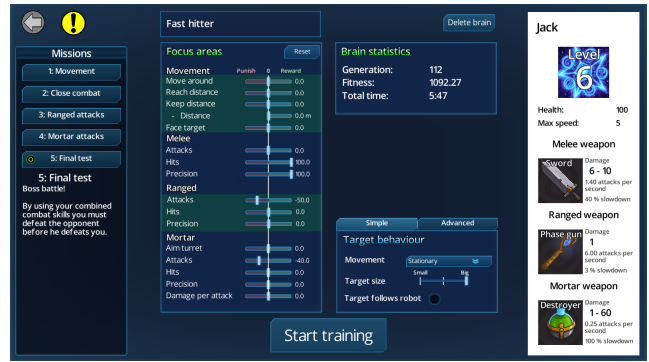 Missions
1: Movement
2: Close combat
3: Ranged attacks
4: Mortar attacks
5: Final test
5: Final test
Boss battle!
By using your combined
combat skills you must
defeat the opponent
before he defeats you.
Fast hitter
Delete brain
Focus areas
Reset
Movement Punish 0 Reward
Move around 0.0
Reach distance 0.0
Keep distance 0.0
- Distance 0.0 m
Face target 0.0
Melee
Attacks 0.0
Hits 100.0
Precision 100.0
Ranged
Attacks -50.0
Hits 0.0
Precision 0.0
Mortar
Aim turret 0.0
Attacks -40.0
Hits 0.0
Precision 0.0
Damage per attack 0.0
Brain statistics
Generation: 112
Fitness: 1092.27
Total time: 5:47
Simple Advanced
Target behaviour
Movement Stationary
Small Big
Target size
Target follows robot
Start training
Jack
Level
6
Health: 100
Max speed: 5
Melee weapon
Sword
Damage
6 - 10
1.40 attacks per
second
40 % slowdown
Ranged weapon
Phase gun
Damage
1
6.00 attacks per
second
3 % slowdown
Mortar weapon
Destroyer
Damage
1 - 60
0.25 attacks per
second
100 % slowdown